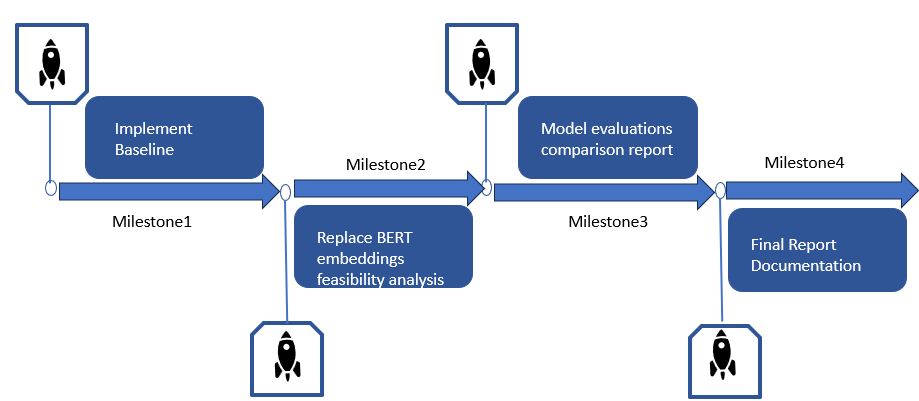 Implement
Baseline
Milestone1
Milestone2
Replace BERT
embeddings
feasibility analysis
Model evaluations
comparison report
Milestone3
Milestone4
Final Report
Documentation